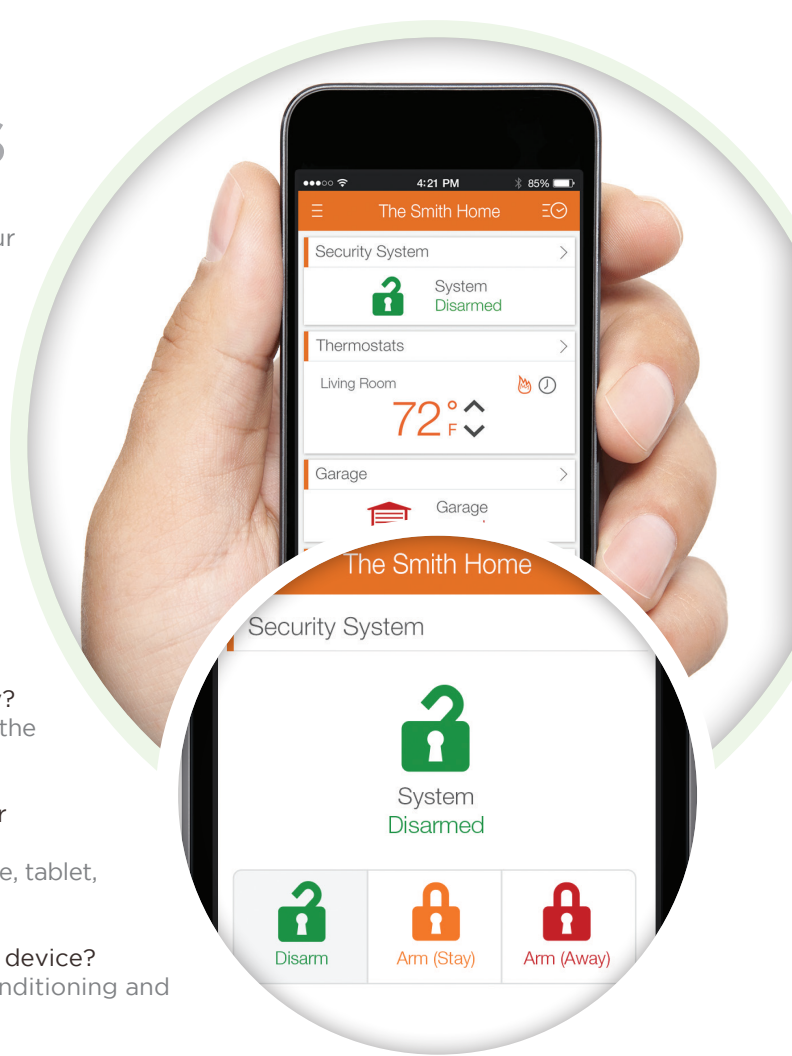 4:21 PM
85%
The Smith Home
Security System
System
Disarmed
Thermostats
Living Room
72°F
Garage
Garage
The Smith Home
Security System
System
Disarmed
Disarm
Arm (Stay)
Arm (Away)
s
ur
?
the
r
e, tablet,
device?
nditioning and